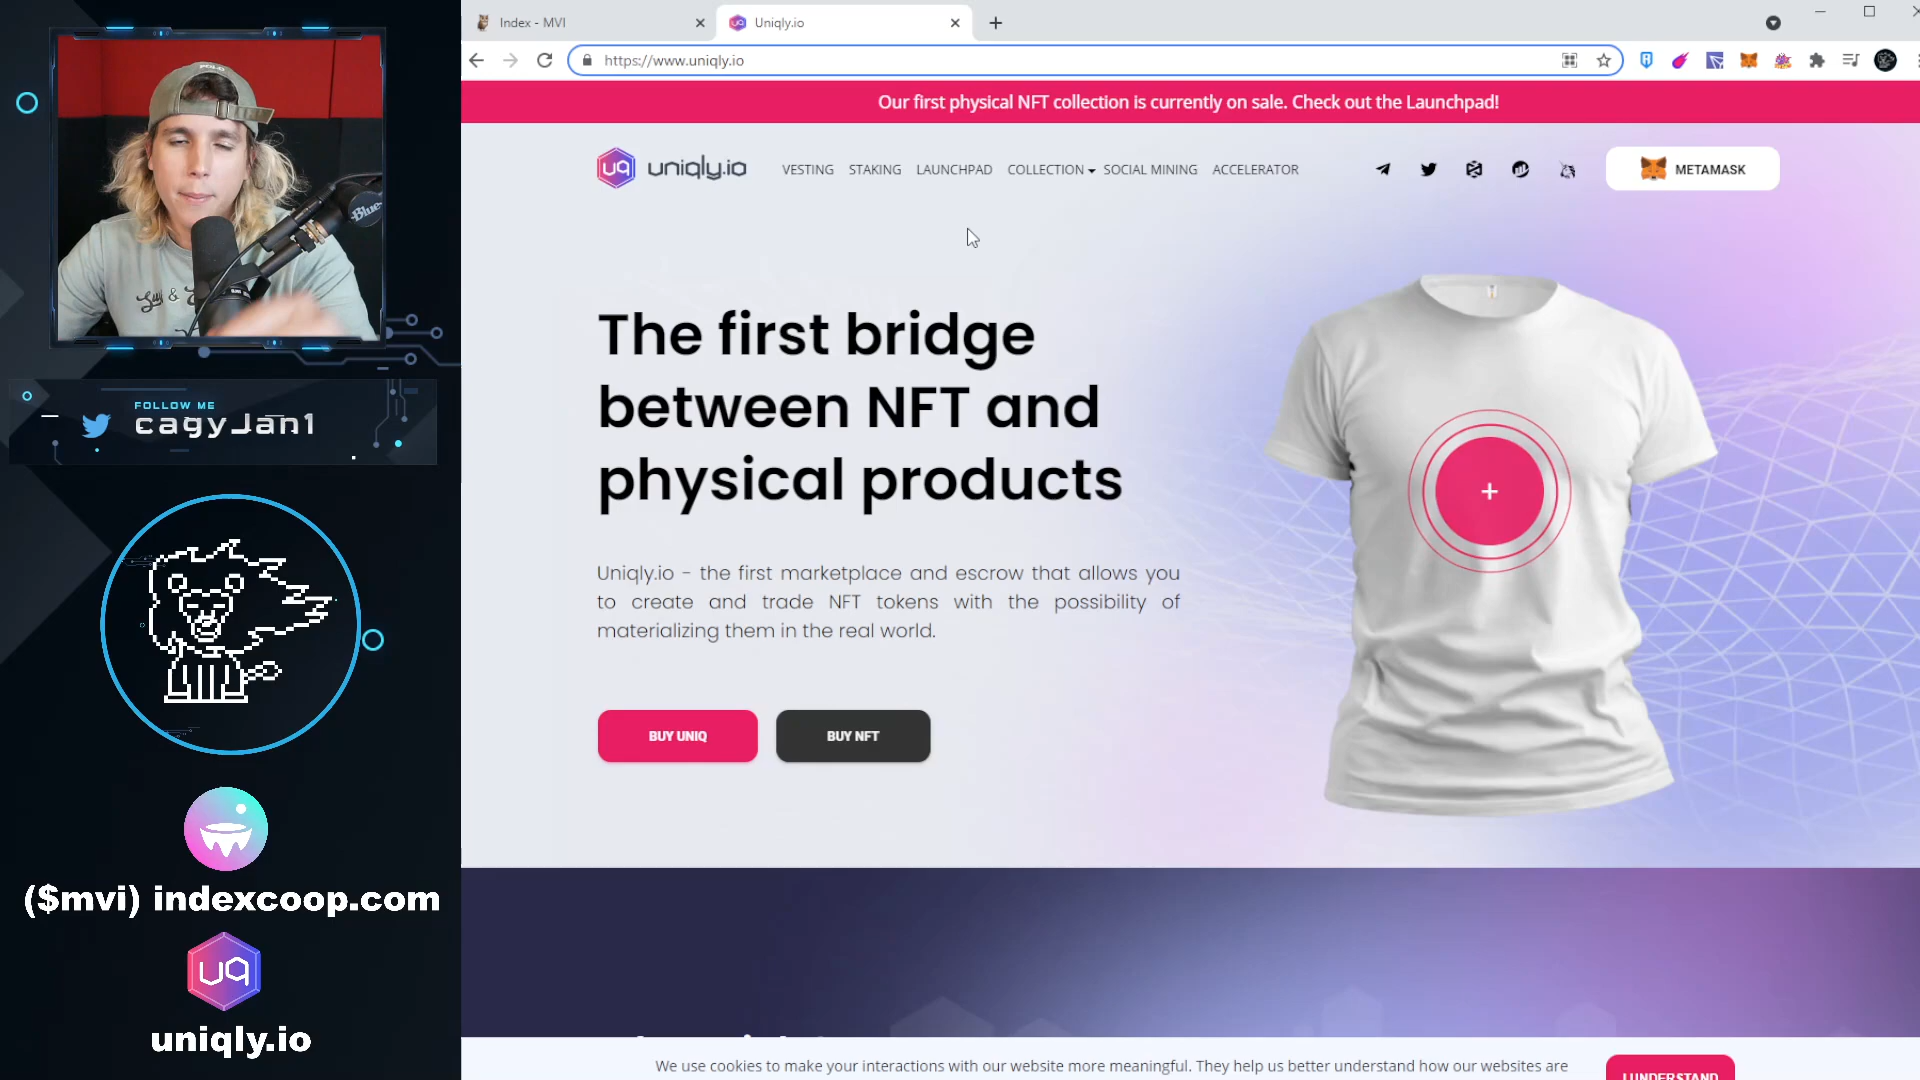 Index - MVI
Uniqly.io
https://www.uniqly.io
Our first physical NFT collection is currently on sale. Check out the Launchpad!
uq uniqly.io
VESTING STAKING LAUNCHPAD COLLECTION SOCIAL MINING ACCELERATOR
METAMASK
The first bridge
between NFT and
physical products
Uniqly.io - the first marketplace and escrow that allows you
to create and trade NFT tokens with the possibility of
materializing them in the real world.
BUY UNIQ
BUY NFT
We use cookies to make your interactions with our website more meaningful. They help us better understand how our websites are
I UNDERSTAND
POLO
Blue
FOLLOW ME
cagyJan1
($mvi) indexcoop.com
uq
uniqly.io